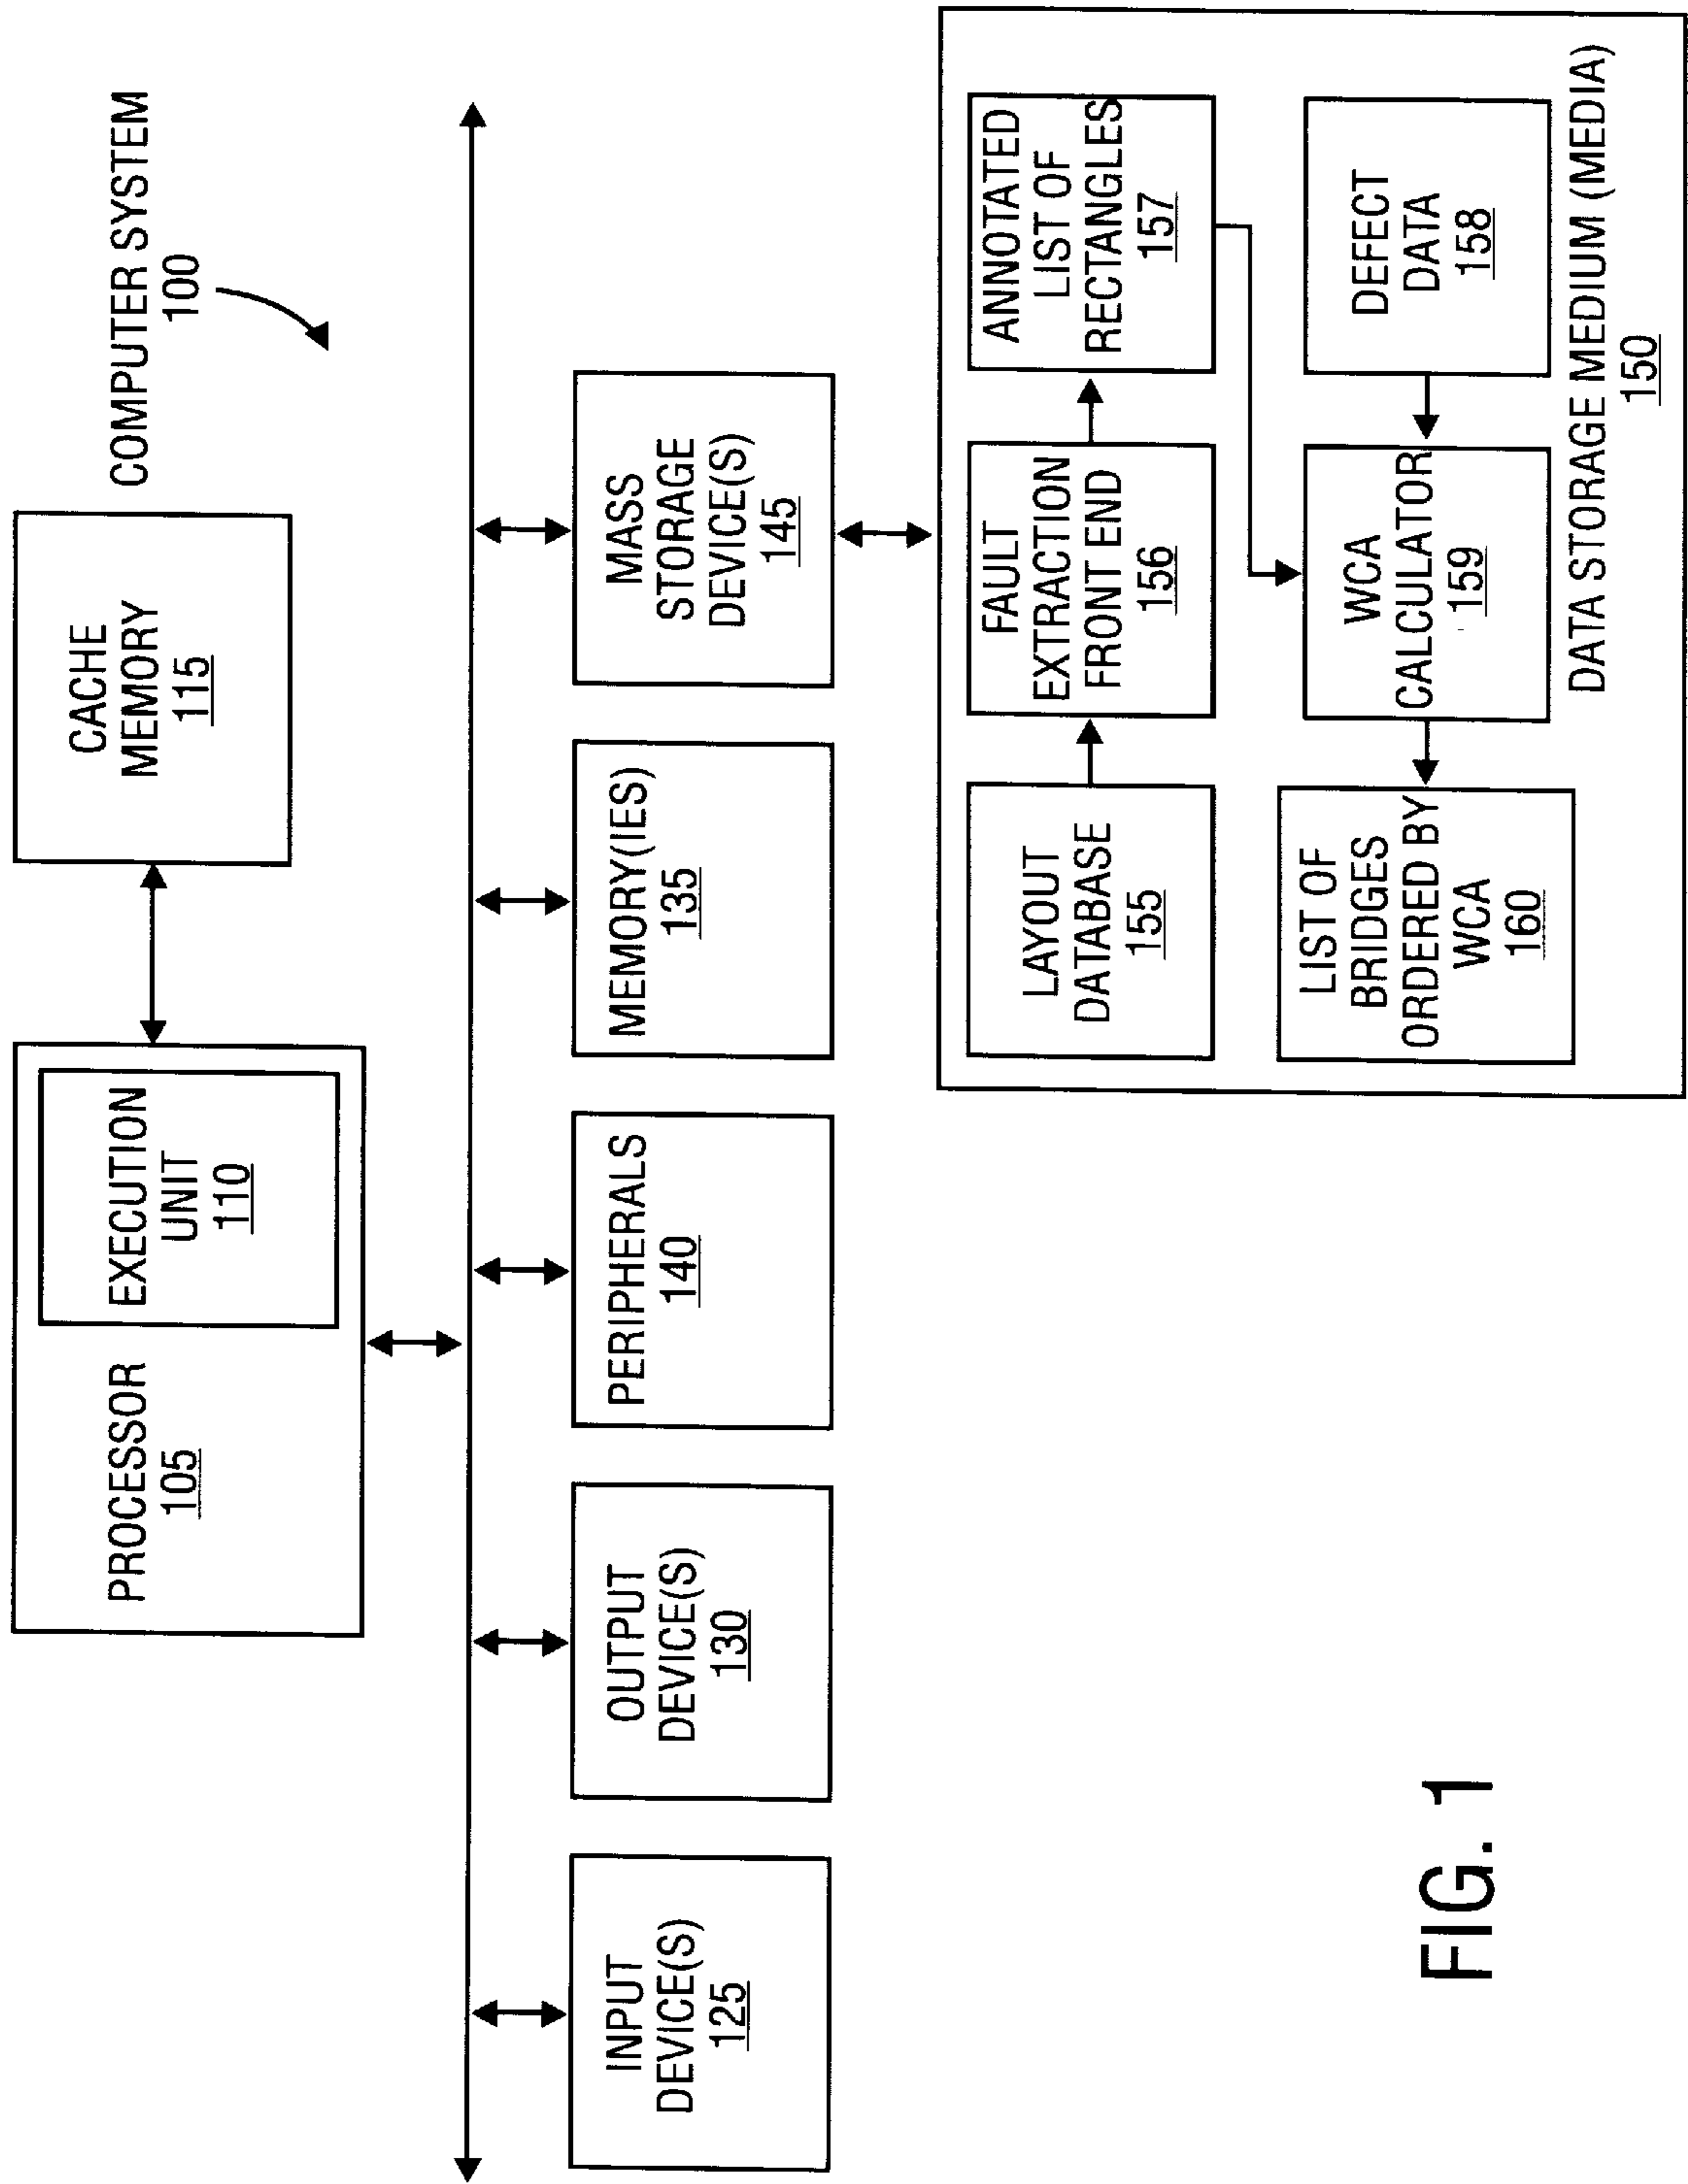 COMPUTER SYSTEM
100
PROCESSOR
105
EXECUTION
UNIT
110
CACHE
MEMORY
115
INPUT
DEVICE(S)
125
OUTPUT
DEVICE(S)
130
PERIPHERALS
140
MEMORY(IES)
135
MASS
STORAGE
DEVICE(S)
145
LAYOUT
DATABASE
155
FAULT
EXTRACTION
FRONT END
156
ANNOTATED
LIST OF
RECTANGLES
157
LIST OF
BRIDGES
ORDERED BY
WCA
160
WCA
CALCULATOR
159
DEFECT
DATA
158
DATA STORAGE MEDIUM (MEDIA)
150
FIG. 1